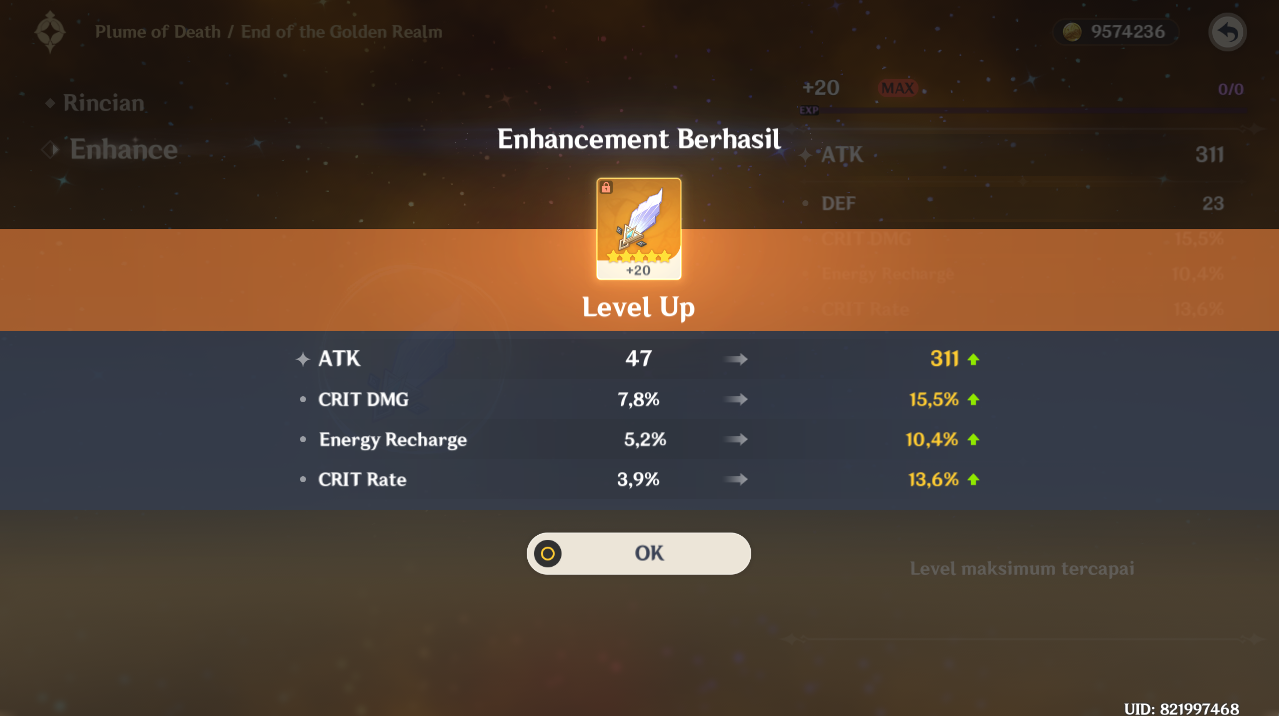 Plume of Death / End of the Golden Realm
9574236
Rincian
Enhance
+20 MAX 0/0
EXP
ATK 311
DEF 23
CRIT DMG 15,5%
Energy Recharge 10,4%
CRIT Rate 13,6%
Enhancement Berhasil
+20
Level Up
ATK 47 311
CRIT DMG 7,8% 15,5%
Energy Recharge 5,2% 10,4%
CRIT Rate 3,9% 13,6%
OK
Level maksimum tercapai
UID: 821997468